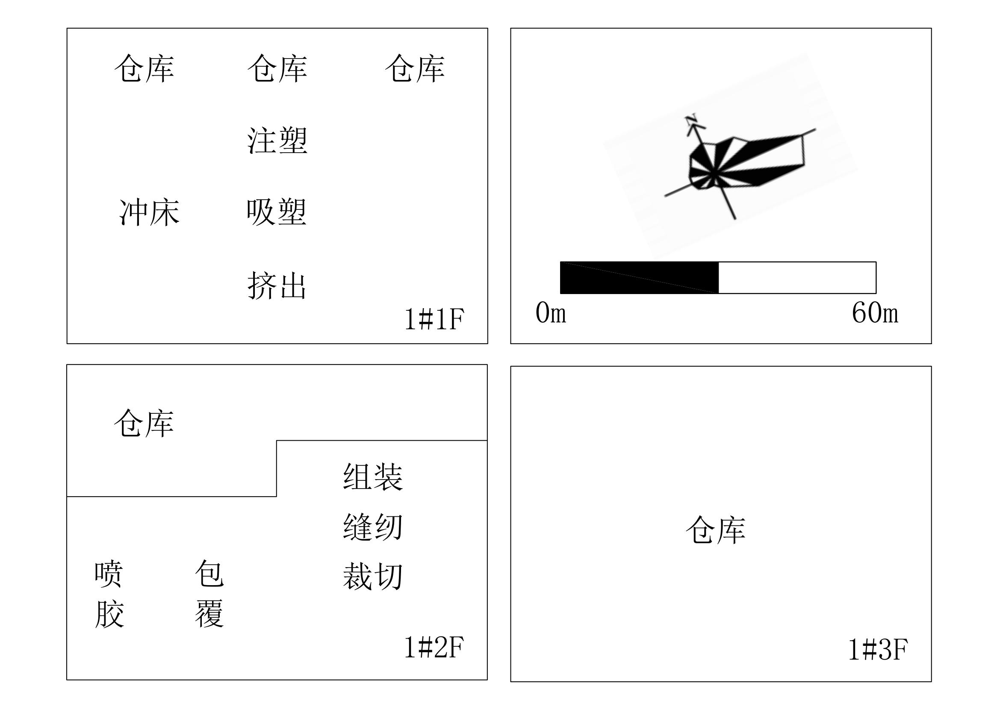 仓库 仓库 仓库
注塑
冲床 吸塑
挤出
1#1F
N
0m 60m
仓库
组装
缝纫
裁切
喷胶
包覆
1#2F
仓库
1#3F